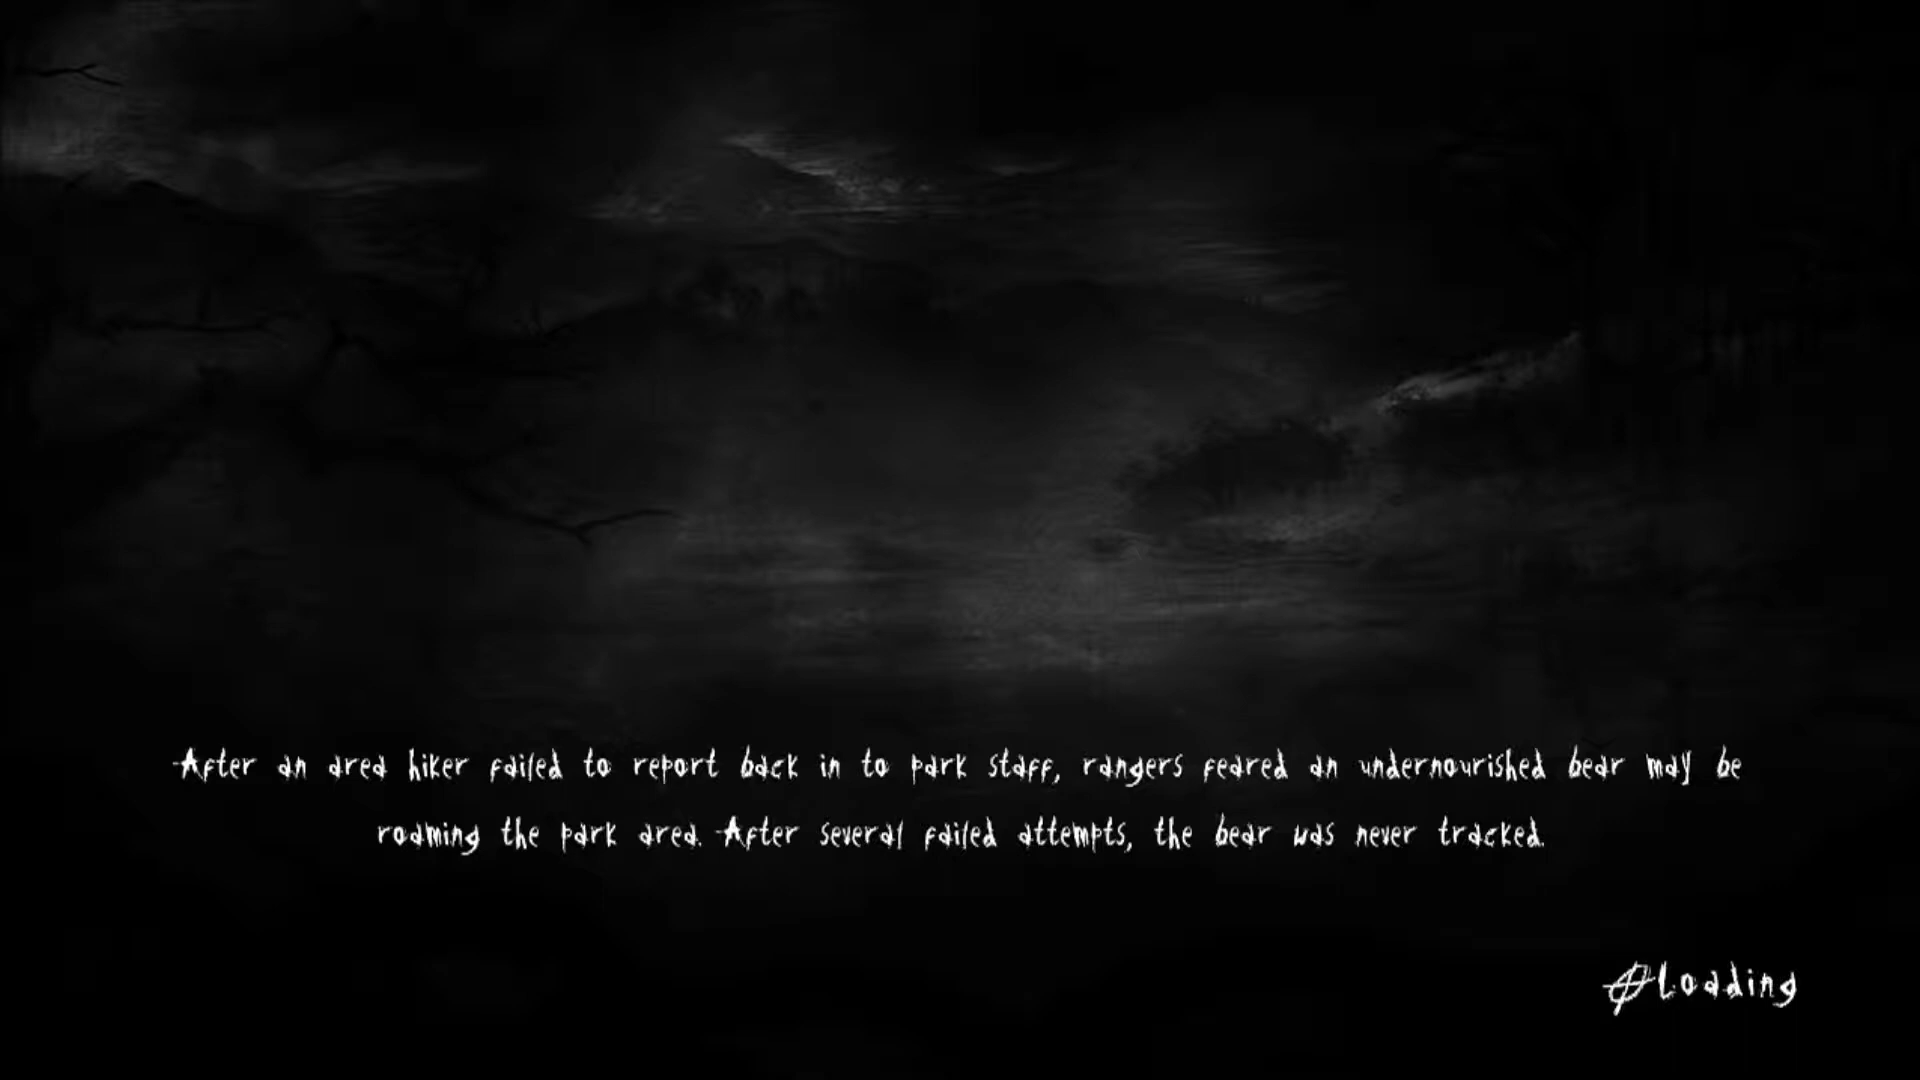 After an area hiker failed to report back in to park staff, rangers feared an undernourished bear may be
roaming the park area. After several failed attempts, the bear was never tracked.
Loading